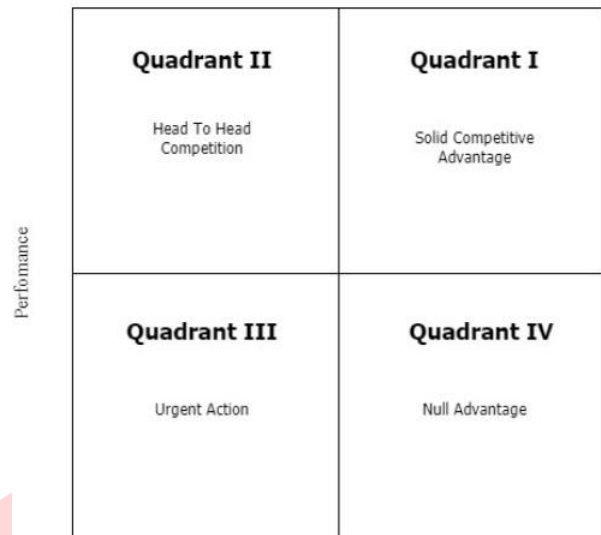 Quadrant II
Head To Head
Competition
Quadrant I
Solid Competitive
Advantage
Perfomance
Quadrant III
Urgent Action
Quadrant IV
Null Advantage